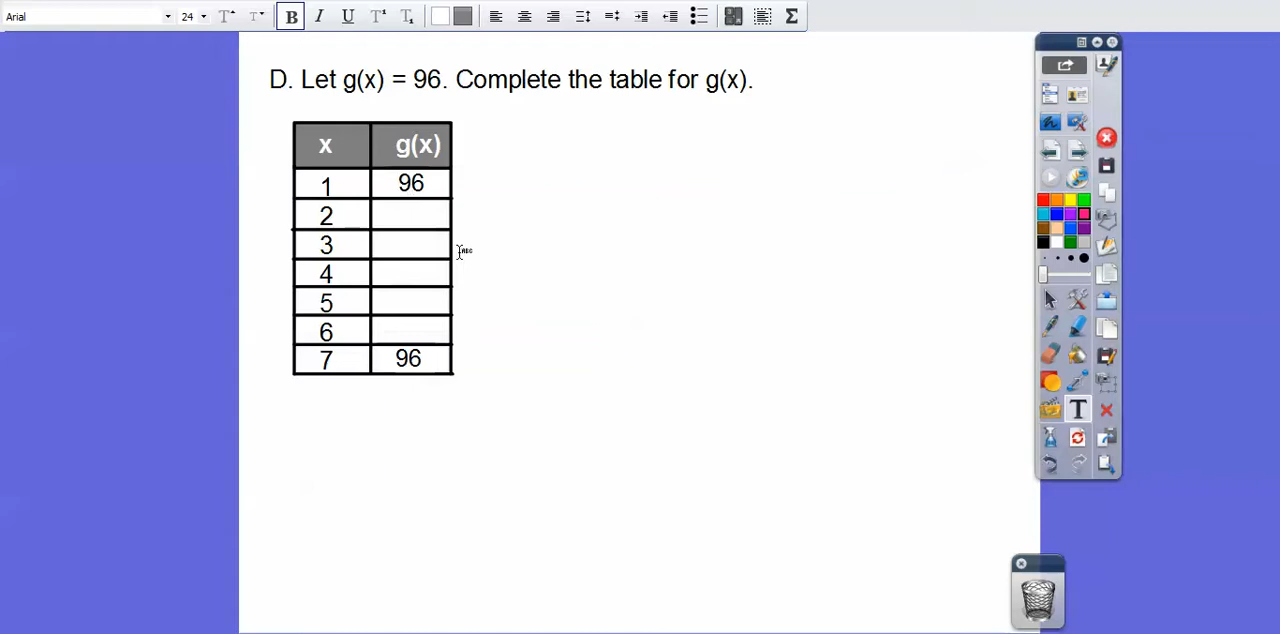 Arial 24 B I U T T Σ
D. Let g(x) = 96. Complete the table for g(x).
x g(x)
1 96
2
3
4
5
6
7 96
T